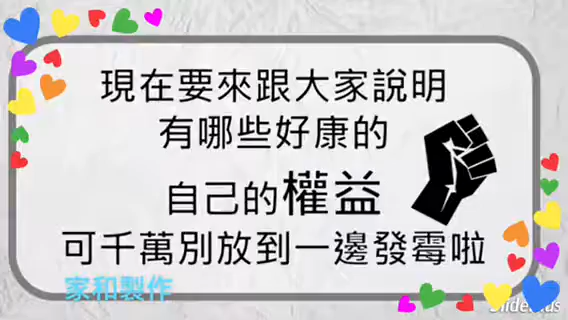 現在要來跟大家說明
有哪些好康的
自己的權益
可千萬別放到一邊發霉啦
家和製作